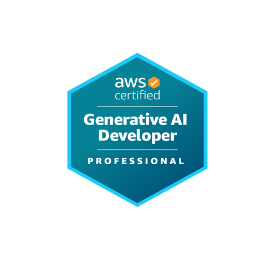 aws
certified
Generative AI
Developer
PROFESSIONAL